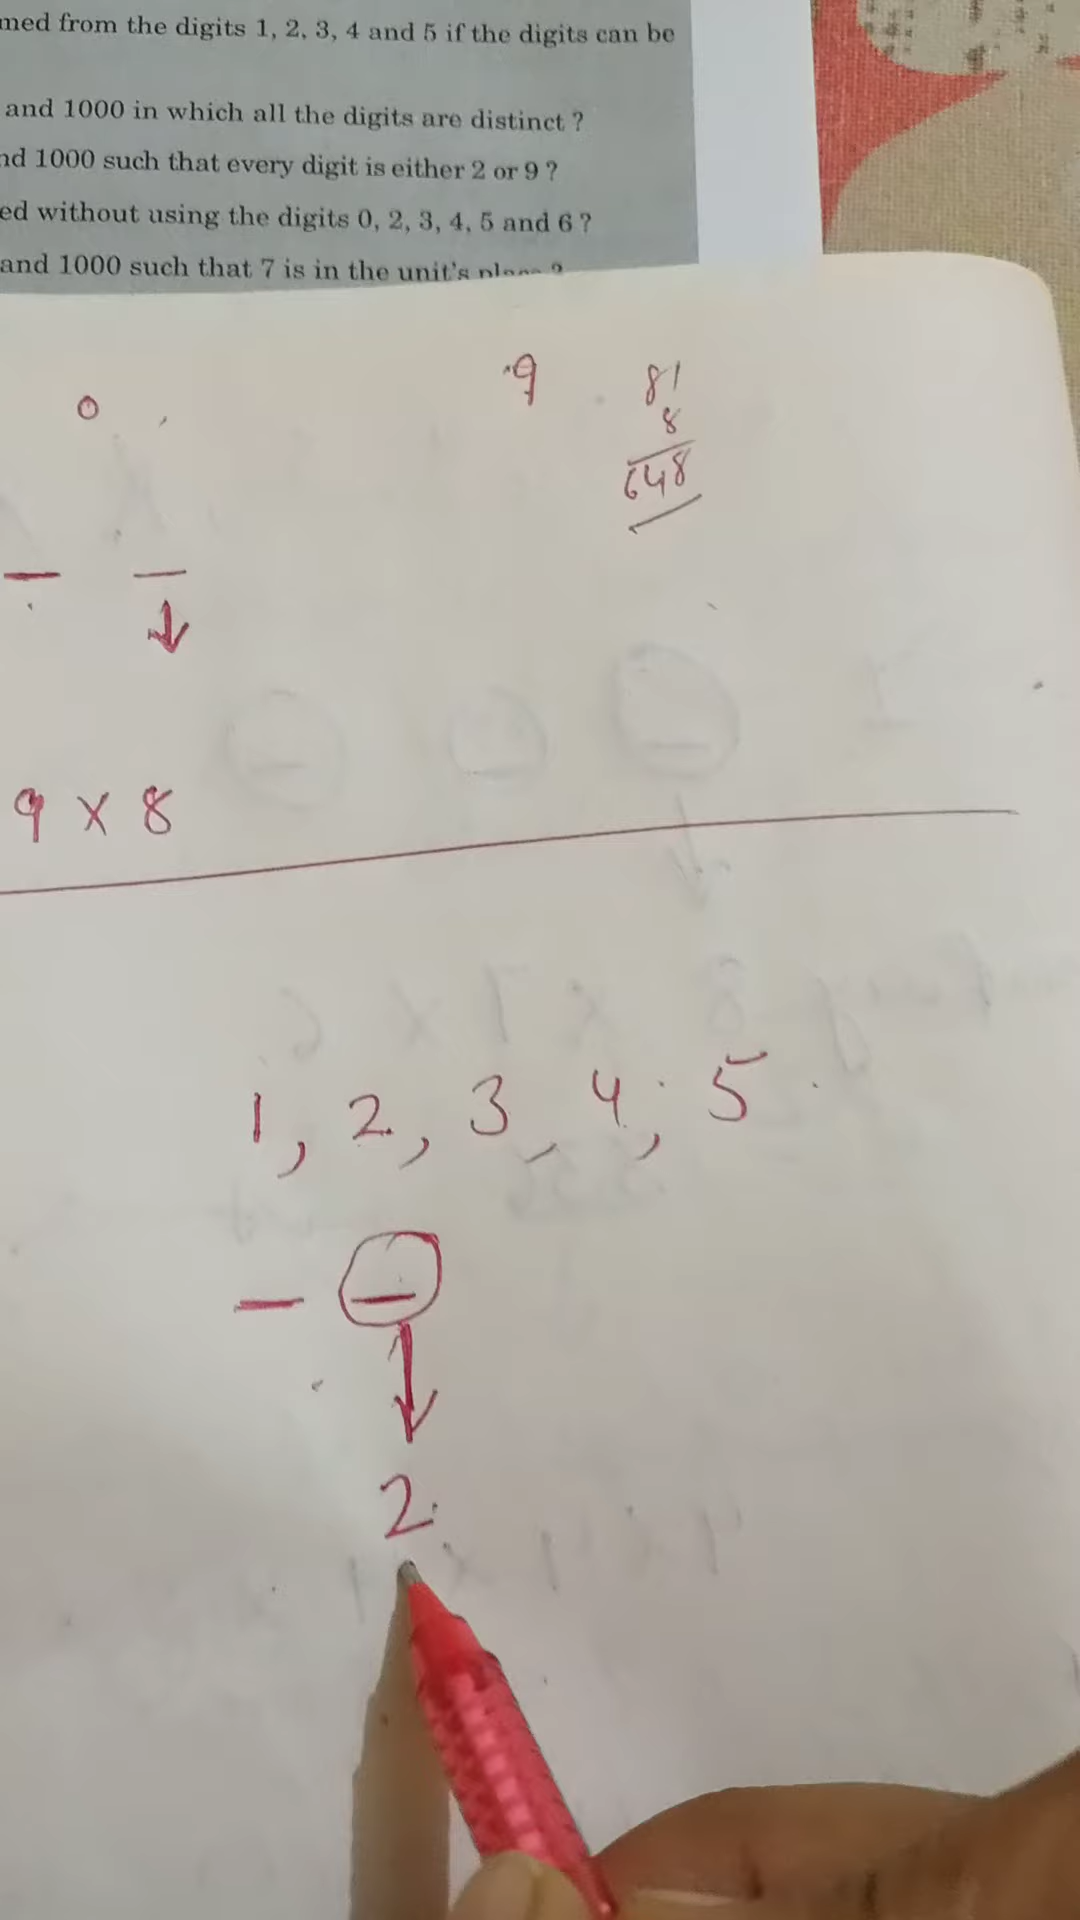 med from the digits 1, 2, 3, 4 and 5 if the digits can be
and 1000 in which all the digits are distinct ?
nd 1000 such that every digit is either 2 or 9 ?
ed without using the digits 0, 2, 3, 4, 5 and 6 ?
and 1000 such that 7 is in the unit's place ?
0
9
81
8
648
9 x 8
1, 2, 3, 4, 5
2